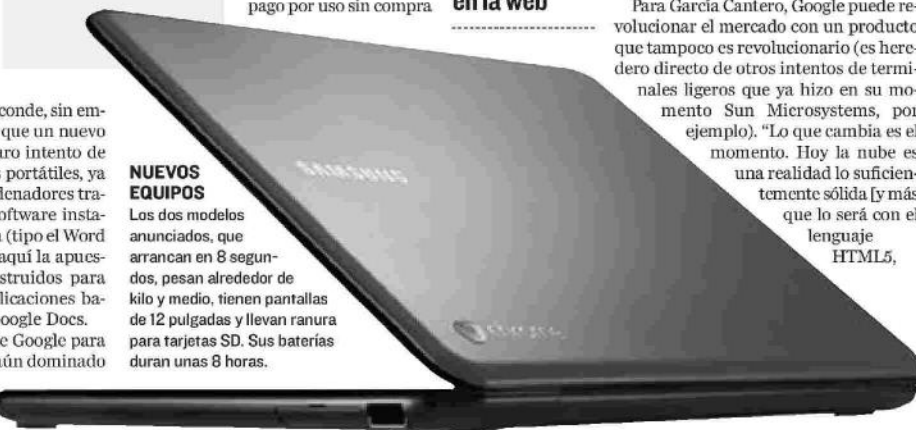 pago por uso sin compra
en la web
conde, sin em-
que un nuevo
aro intento de
s portátiles, ya
denadores tra-
oftware insta-
a (tipo el Word
aquí la apues-
struidos para
licaciones ba-
oogle Docs.
e Google para
ún dominado
NUEVOS
EQUIPOS
Los dos modelos
anunciados, que
arrancan en 8 segun-
dos, pesan alrededor de
kilo y medio, tienen pantallas
de 12 pulgadas y llevan ranura
para tarjetas SD. Sus baterías
duran unas 8 horas.
SAMSUNG
chrome
Para García Cantero, Google puede re-
volucionar el mercado con un producto
que tampoco es revolucionario (es here-
dero directo de otros intentos de termi-
nales ligeros que ya hizo en su mo-
mento Sun Microsystems, por
ejemplo). “Lo que cambia es el
momento. Hoy la nube es
una realidad lo suficien-
temente sólida [y más
que lo será con el
lenguaje
HTML5,